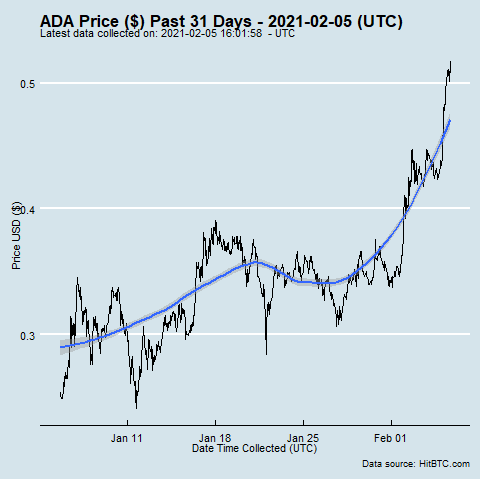 ADA Price ($) Past 31 Days - 2021-02-05 (UTC)
Latest data collected on: 2021-02-05 16:01:58  - UTC
0.5
0.4
0.3
Price USD ($)
Jan 11
Jan 18
Jan 25
Feb 01
Date Time Collected (UTC)
Data source: HitBTC.com